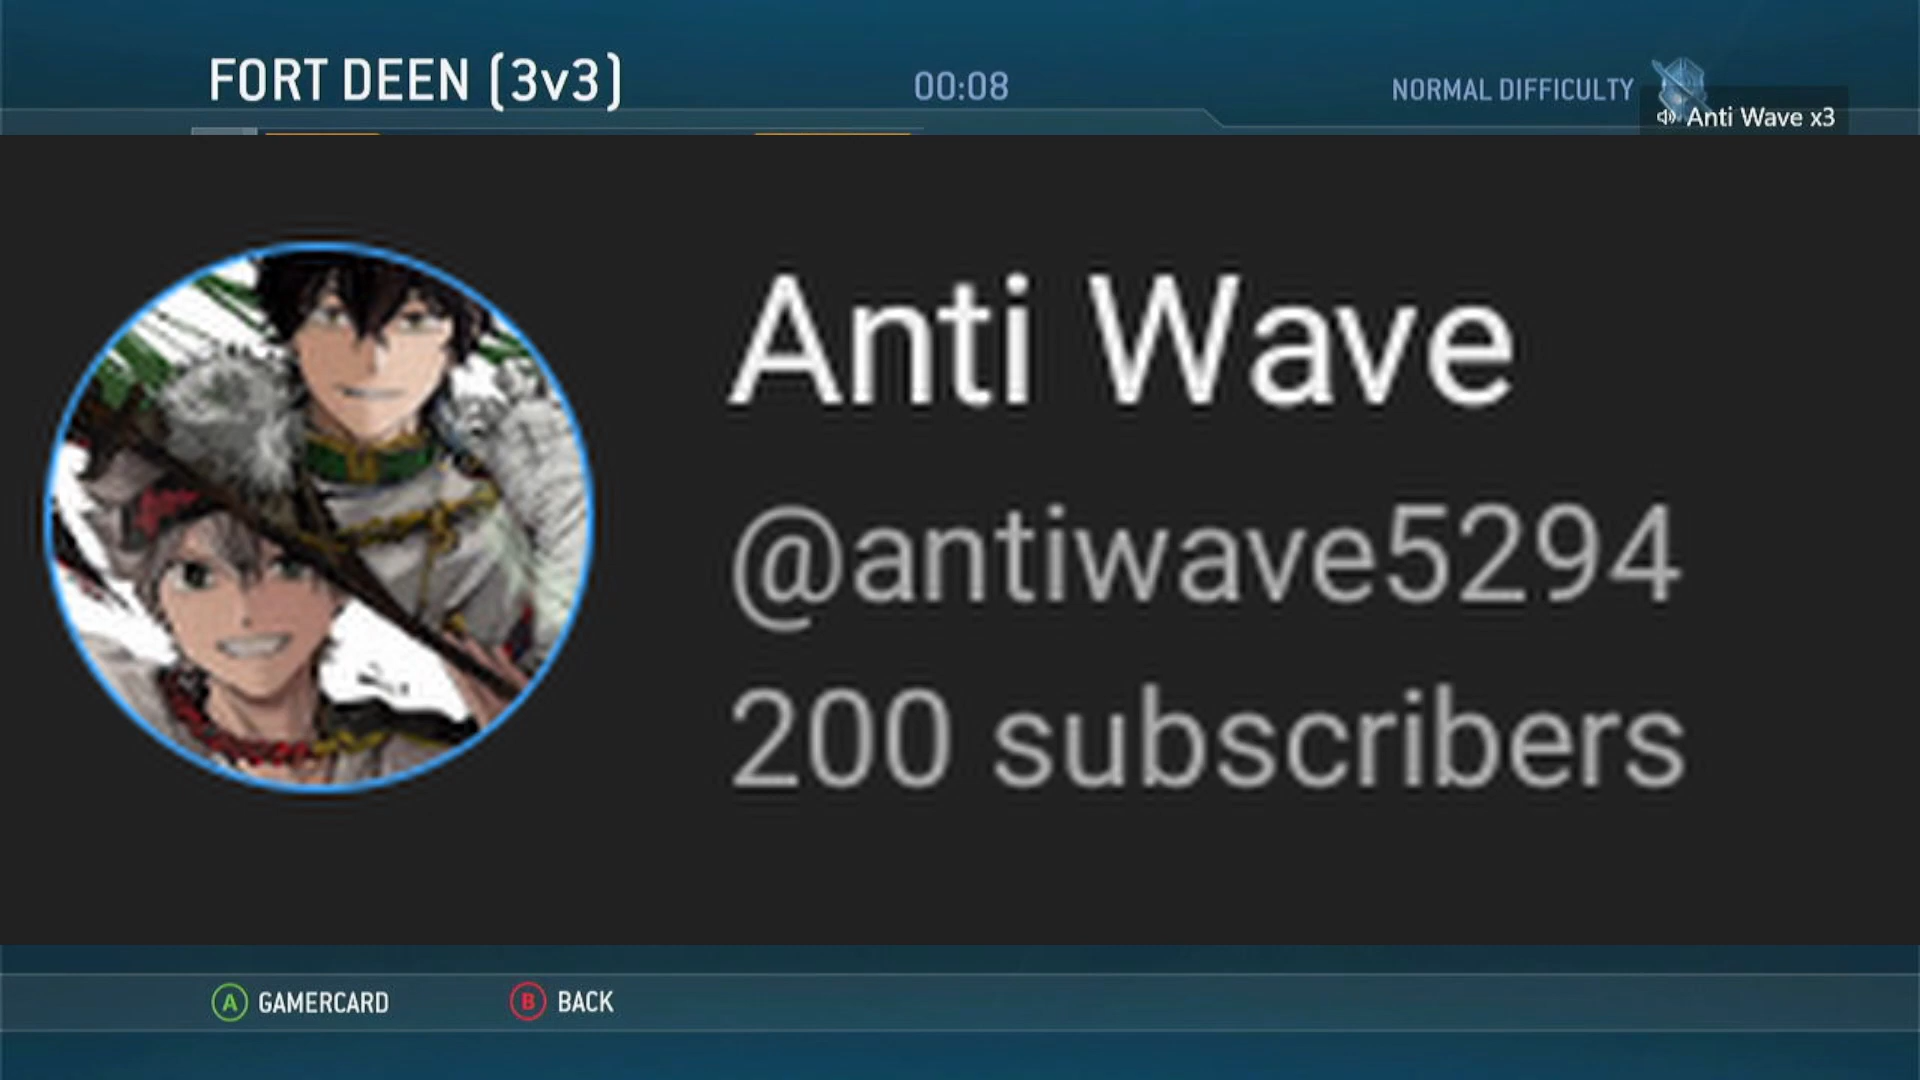 FORT DEEN (3v3)
00:08
NORMAL DIFFICULTY
Anti Wave x3
Anti Wave
@antiwave5294
200 subscribers
A GAMERCARD
B BACK